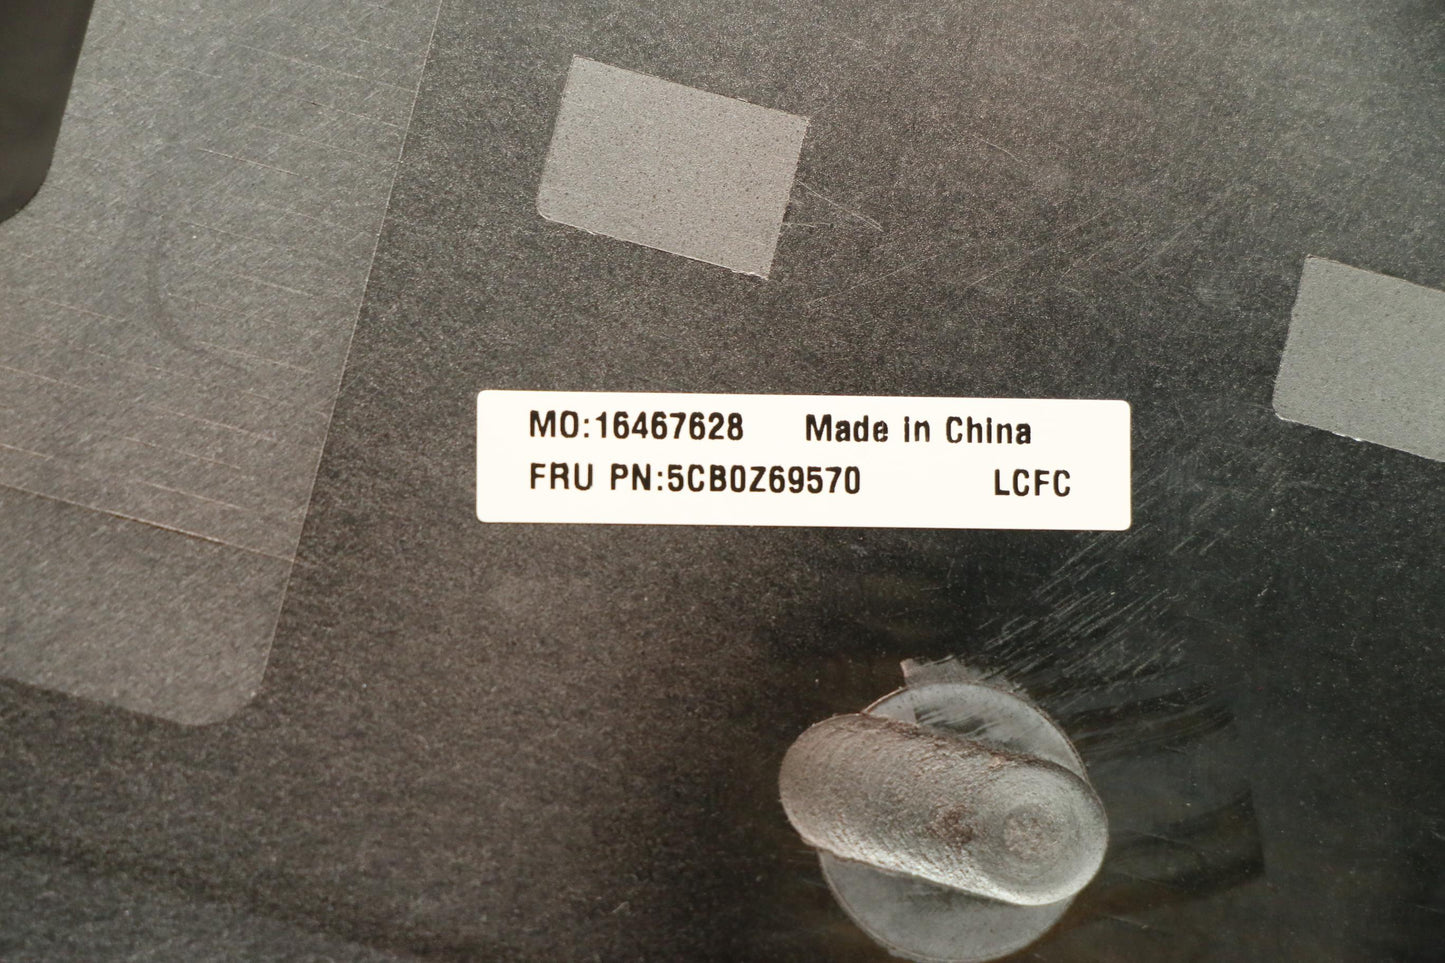 MO:16467628 Made in China
FRU PN:5CB0Z69570 LCFC